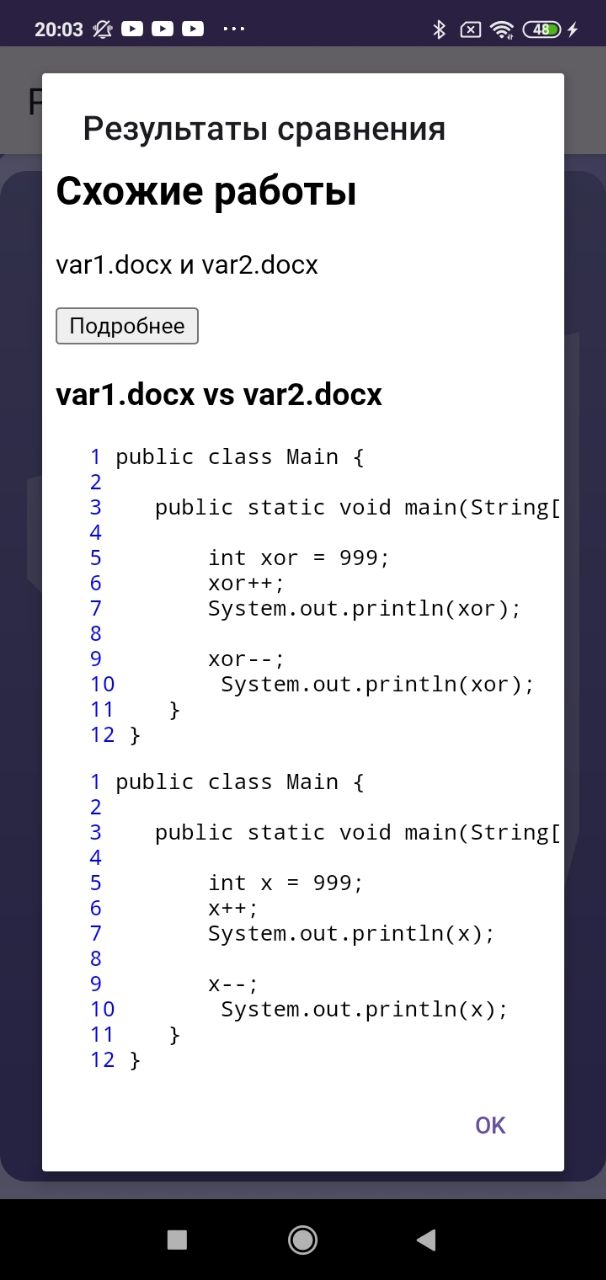 20:03
48
Результаты сравнения
Схожие работы
var1.docx и var2.docx
Подробнее
var1.docx vs var2.docx
1 public class Main {
2
3    public static void main(String[
4
5        int xor = 999;
6        xor++;
7        System.out.println(xor);
8
9        xor--;
10        System.out.println(xor);
11    }
12 }
1 public class Main {
2
3    public static void main(String[
4
5        int x = 999;
6        x++;
7        System.out.println(x);
8
9        x--;
10        System.out.println(x);
11    }
12 }
OK